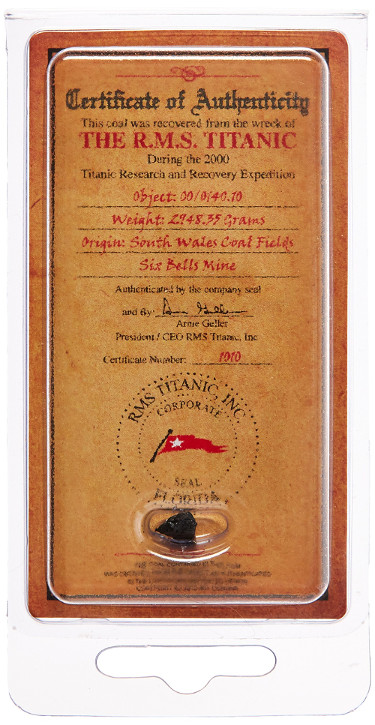 Certificate of Authenticity
This coal was recovered from the wreck of
THE R.M.S. TITANIC
During the 2000
Titanic Research and Recovery Expedition
Object: 00/0140.10
Weight: 2948.35 Grams
Origin: South Wales Coal Fields
Six Bells Mine
Authenticated by the company seal
and By:
Arnie Geller
President / CEO RMS Titanic, Inc
Certificate Number: 1010
RMS TITANIC, INC
CORPORATE
SEAL
FLORIDA